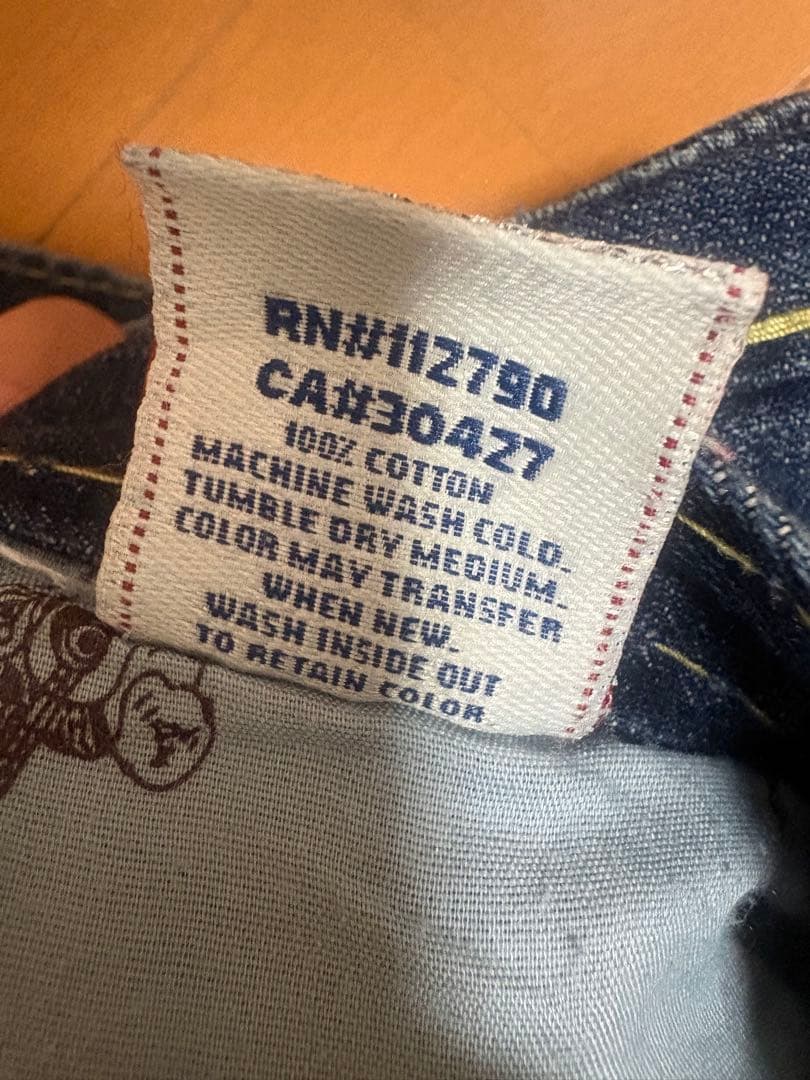 RN#112790
CA#30427
100% COTTON
MACHINE WASH COLD.
TUMBLE DRY MEDIUM.
COLOR MAY TRANSFER
WHEN NEW.
WASH INSIDE OUT
TO RETAIN COLOR